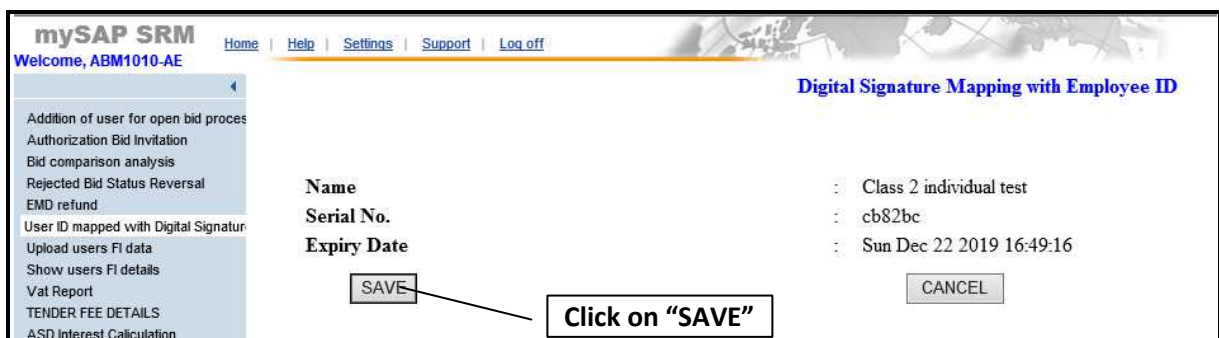 mySAP SRM
Home | Help | Settings | Support | Log off
Welcome, ABM1010-AE
Digital Signature Mapping with Employee ID
Addition of user for open bid proces
Authorization Bid Invitation
Bid comparison analysis
Rejected Bid Status Reversal
EMD refund
User ID mapped with Digital Signatur
Upload users FI data
Show users FI details
Vat Report
TENDER FEE DETAILS
ASD Interest Caliculation
Name : Class 2 individual test
Serial No. : cb82bc
Expiry Date : Sun Dec 22 2019 16:49:16
SAVE CANCEL
Click on “SAVE”